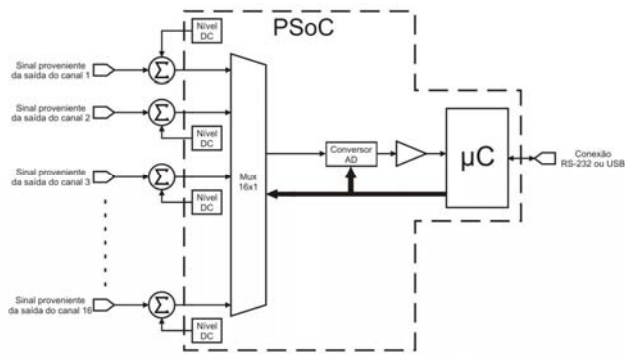 Nível
DC
PSoC
Sinal proveniente
da saída do canal 1
Σ
Sinal proveniente
da saída do canal 2
Σ
Nível
DC
Sinal proveniente
da saída do canal 3
Σ
Nível
DC
Mux
16x1
Conversor
AD
µC
Conexão
RS-232 ou USB
Sinal proveniente
da saída do canal 16
Σ
Nível
DC